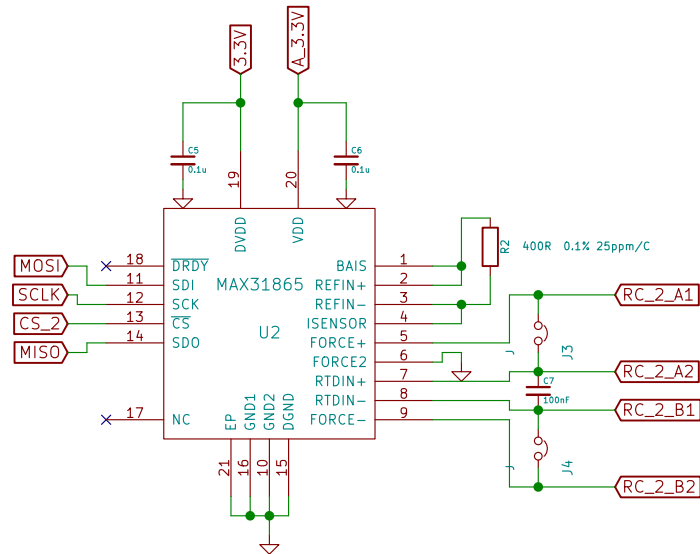 3.3V
A_3.3V
C5
0.1u
19
20
C6
0.1u
DVDD
VDD
MOSI
SCLK
CS_2
MISO
18
11
12
13
14
17
DRDY
SDI
SCK
CS
SDO
NC
MAX31865
U2
BAIS
REFIN+
REFIN-
ISENSOR
FORCE+
FORCE2
RTDIN+
RTDIN-
FORCE-
1
2
3
4
5
6
7
8
9
EP
GND1
GND2
DGND
21
16
10
15
R2
400R 0.1% 25ppm/C
J
J3
C7
100nF
J
J4
RC_2_A1
RC_2_A2
RC_2_B1
RC_2_B2